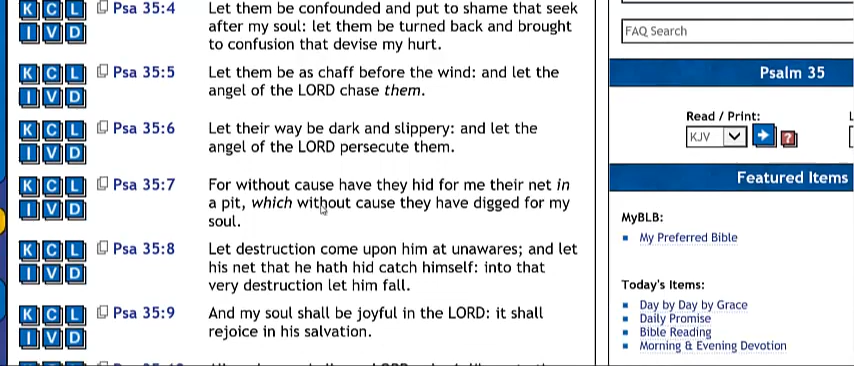 K C L Psa 35:4 Let them be confounded and put to shame that seek
I V D after my soul: let them be turned back and brought
to confusion that devise my hurt.
K C L Psa 35:5 Let them be as chaff before the wind: and let the
I V D angel of the LORD chase them.
K C L Psa 35:6 Let their way be dark and slippery: and let the
I V D angel of the LORD persecute them.
K C L Psa 35:7 For without cause have they hid for me their net in
I V D a pit, which without cause they have digged for my
soul.
K C L Psa 35:8 Let destruction come upon him at unawares; and let
I V D his net that he hath hid catch himself: into that
very destruction let him fall.
K C L Psa 35:9 And my soul shall be joyful in the LORD: it shall
I V D rejoice in his salvation.
FAQ Search
Psalm 35
Read / Print:
KJV ?
Featured Items
MyBLB:
My Preferred Bible
Today's Items:
Day by Day by Grace
Daily Promise
Bible Reading
Morning & Evening Devotion